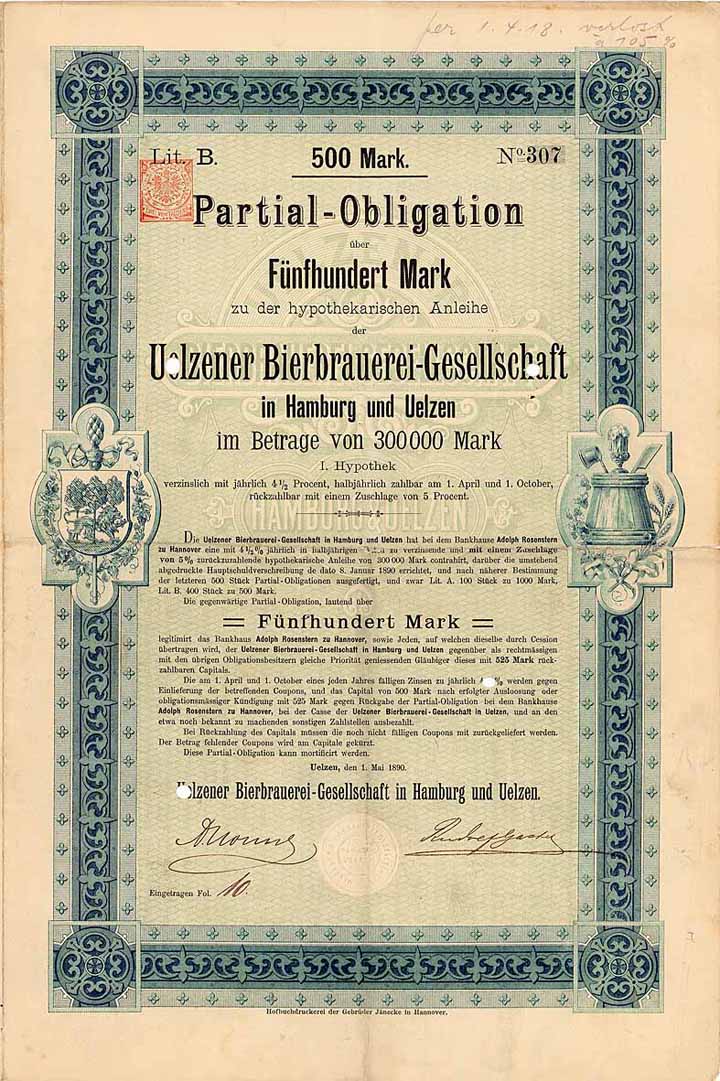 per 1. 4. 18. verlost
à 105 %
Lit. B. 500 Mark. No. 307
Partial-Obligation
über
Fünfhundert Mark
zu der hypothekarischen Anleihe
der
Uelzener Bierbrauerei-Gesellschaft
in Hamburg und Uelzen
im Betrage von 300000 Mark
I. Hypothek
verzinslich mit jährlich 4 1/2 Procent, halbjährlich zahlbar am 1. April und 1. October,
rückzahlbar mit einem Zuschlage von 5 Procent.
HAMBURG & UELZEN
Die Uelzener Bierbrauerei-Gesellschaft in Hamburg und Uelzen hat bei dem Bankhause Adolph Rosenstern
zu Hannover eine mit 4 1/2 % jährlich in halbjährigen zu verzinsende und mit einem Zuschlage
von 5 % zurückzuzahlende hypothekarische Anleihe von 300 000 Mark contrahirt, darüber die umstehend
abgedruckte Hauptschuldverschreibung de dato 8. Januar 1890 errichtet, und nach näherer Bestimmung
der letzteren 500 Stück Partial-Obligationen ausgefertigt, und zwar Lit. A. 100 Stück zu 1000 Mark,
Lit. B. 400 Stück zu 500 Mark.
Die gegenwärtige Partial-Obligation, lautend über
= Fünfhundert Mark =
legitimirt das Bankhaus Adolph Rosenstern zu Hannover, sowie Jeden, auf welchen dieselbe durch Cession
übertragen wird, der Uelzener Bierbrauerei-Gesellschaft in Hamburg und Uelzen gegenüber als rechtmässigen
mit den übrigen Obligationsbesitzern gleiche Priorität geniessenden Gläubiger dieses mit 525 Mark rück-
zahlbaren Capitals.
Die am 1. April und 1. October eines jeden Jahres fälligen Zinsen zu jährlich 4 % werden gegen
Einlieferung der betreffenden Coupons, und das Capital von 500 Mark nach erfolgter Ausloosung oder
obligationsmässiger Kündigung mit 525 Mark gegen Rückgabe der Partial-Obligation bei dem Bankhause
Adolph Rosenstern zu Hannover, bei der Casse der Uelzener Bierbrauerei-Gesellschaft in Uelzen, und an den
etwa noch bekannt zu machenden sonstigen Zahlstellen ausbezahlt.
Bei Rückzahlung des Capitals müssen die noch nicht fälligen Coupons mit zurückgeliefert werden.
Der Betrag fehlender Coupons wird am Capitale gekürzt.
Diese Partial-Obligation kann mortificirt werden.
Uelzen, den 1. Mai 1890.
Uelzener Bierbrauerei-Gesellschaft in Hamburg und Uelzen.
Eingetragen Fol. 10.
Hofbuchdruckerei der Gebrüder Jänecke in Hannover.